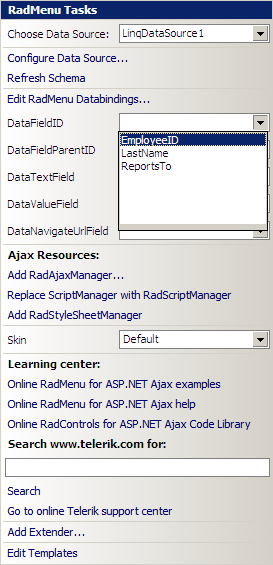 RadMenu Tasks
Choose Data Source: LinqDataSource1
Configure Data Source...
Refresh Schema
Edit RadMenu Databindings...
DataFieldID
EmployeeID
DataFieldParentID LastName
ReportsTo
DataTextField
DataValueField
DataNavigateUrlField
Ajax Resources:
Add RadAjaxManager...
Replace ScriptManager with RadScriptManager
Add RadStyleSheetManager
Skin Default
Learning center:
Online RadMenu for ASP.NET Ajax examples
Online RadMenu for ASP.NET Ajax help
Online RadControls for ASP.NET Ajax Code Library
Search www.telerik.com for:
Search
Go to online Telerik support center
Add Extender...
Edit Templates